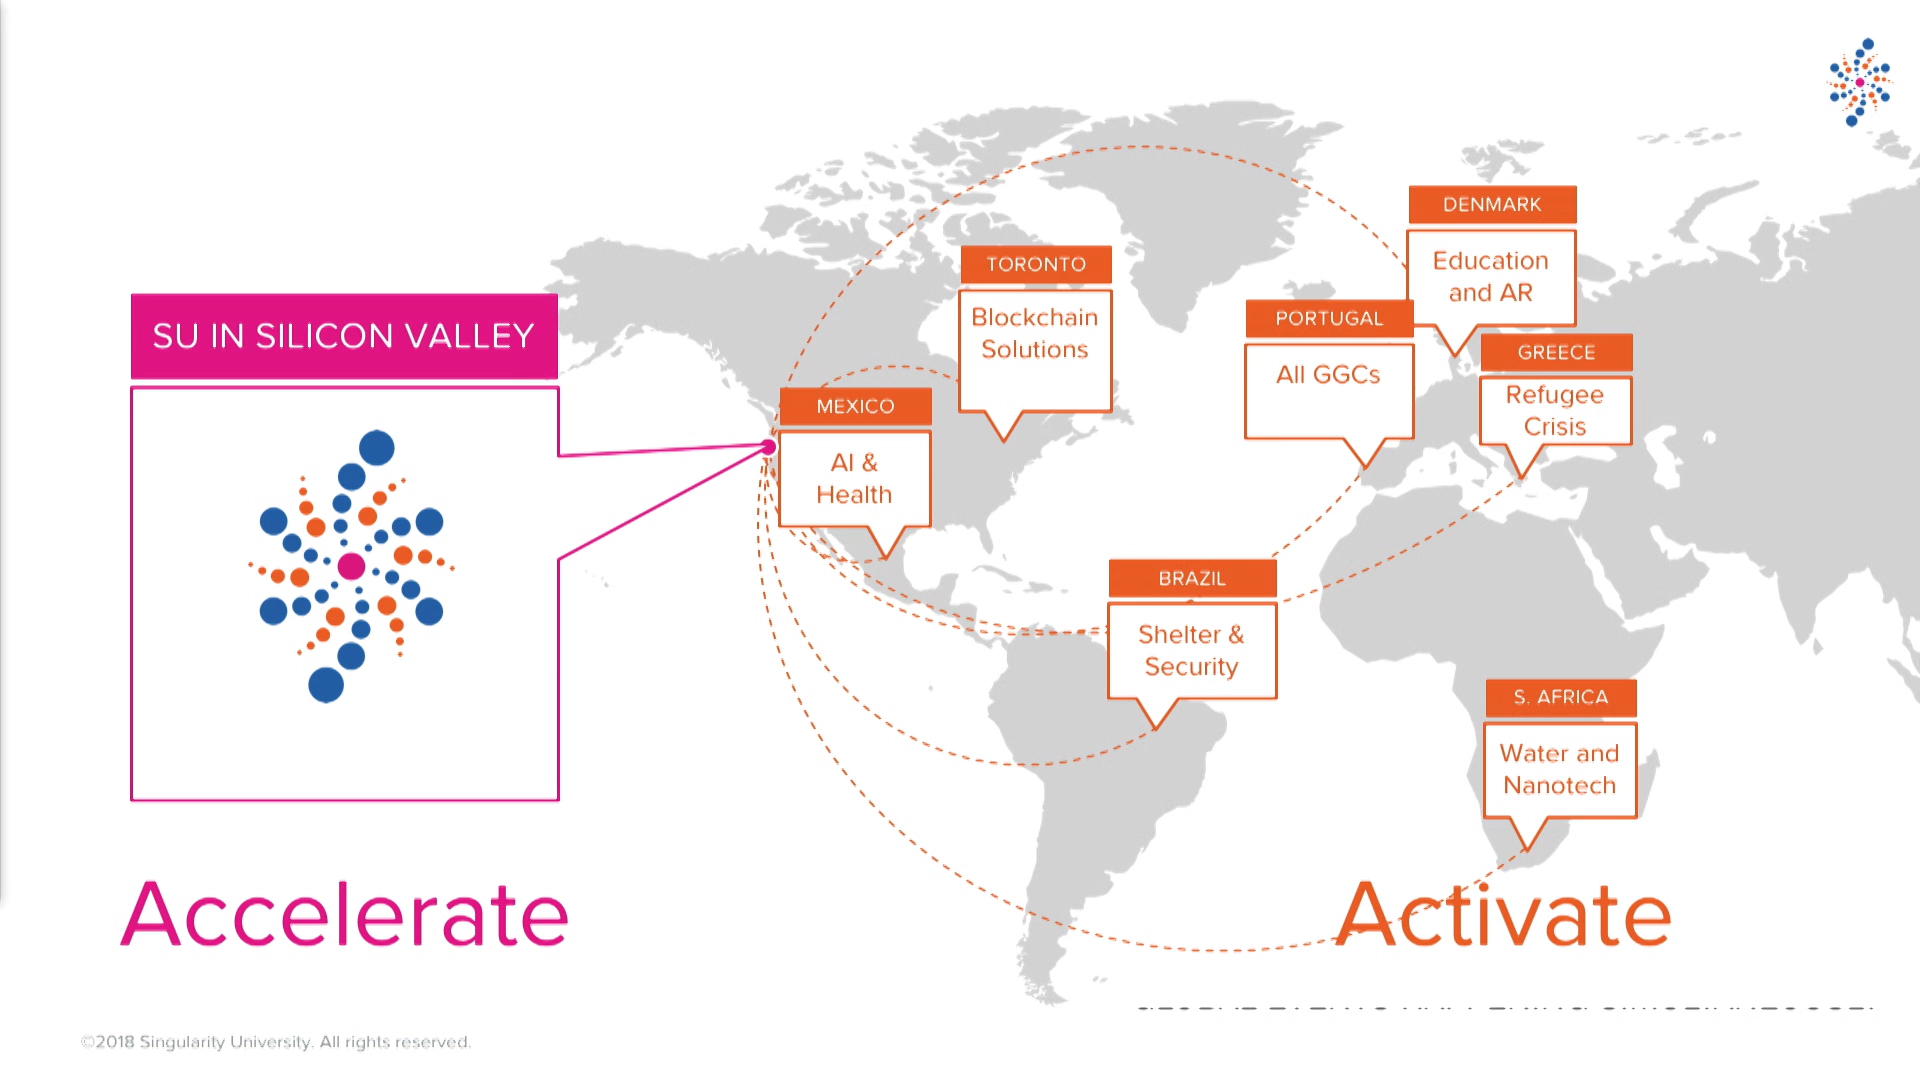 DENMARK
Education
and AR
TORONTO
Blockchain
Solutions
SU IN SILICON VALLEY
PORTUGAL
All GGCs
GREECE
Refugee
Crisis
MEXICO
AI &
Health
BRAZIL
Shelter &
Security
S. AFRICA
Water and
Nanotech
Accelerate
Activate
©2018 Singularity University. All rights reserved.